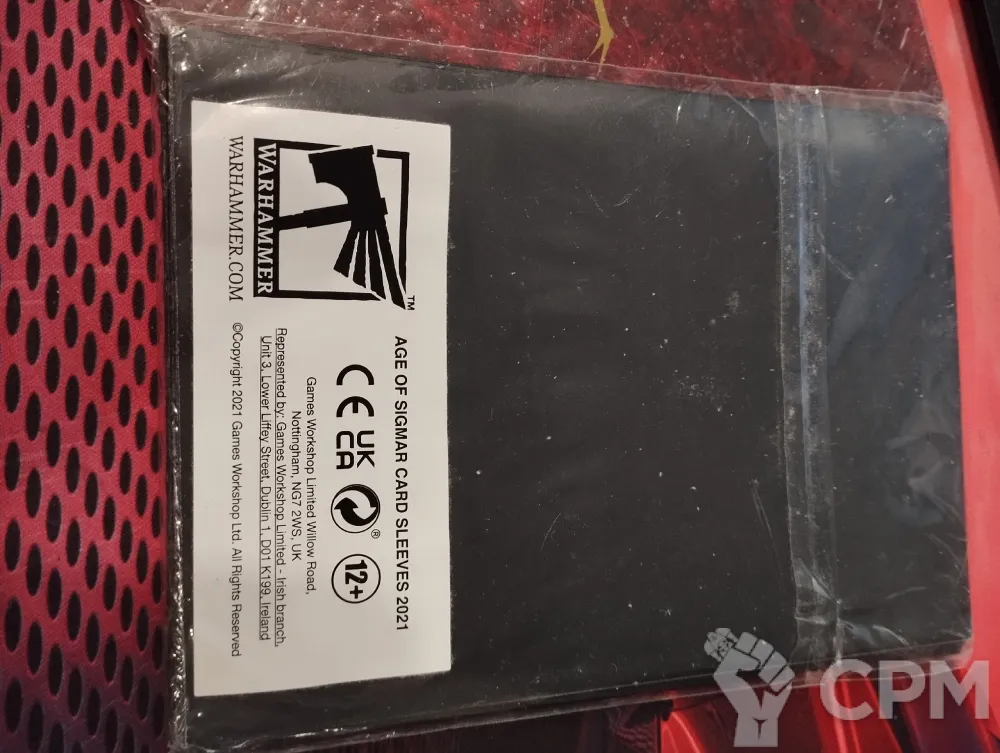 AGE OF SIGMAR CARD SLEEVES 2021
WARHAMMER
™
WARHAMMER.COM
CE UK CA ® 12+
Games Workshop Limited Willow Road,
Nottingham, NG7 2WS, UK
Represented by: Games Workshop Limited - Irish branch,
Unit 3, Lower Liffey Street, Dublin 1, D01 K199, Ireland
©Copyright 2021 Games Workshop Ltd. All Rights Reserved
CPM